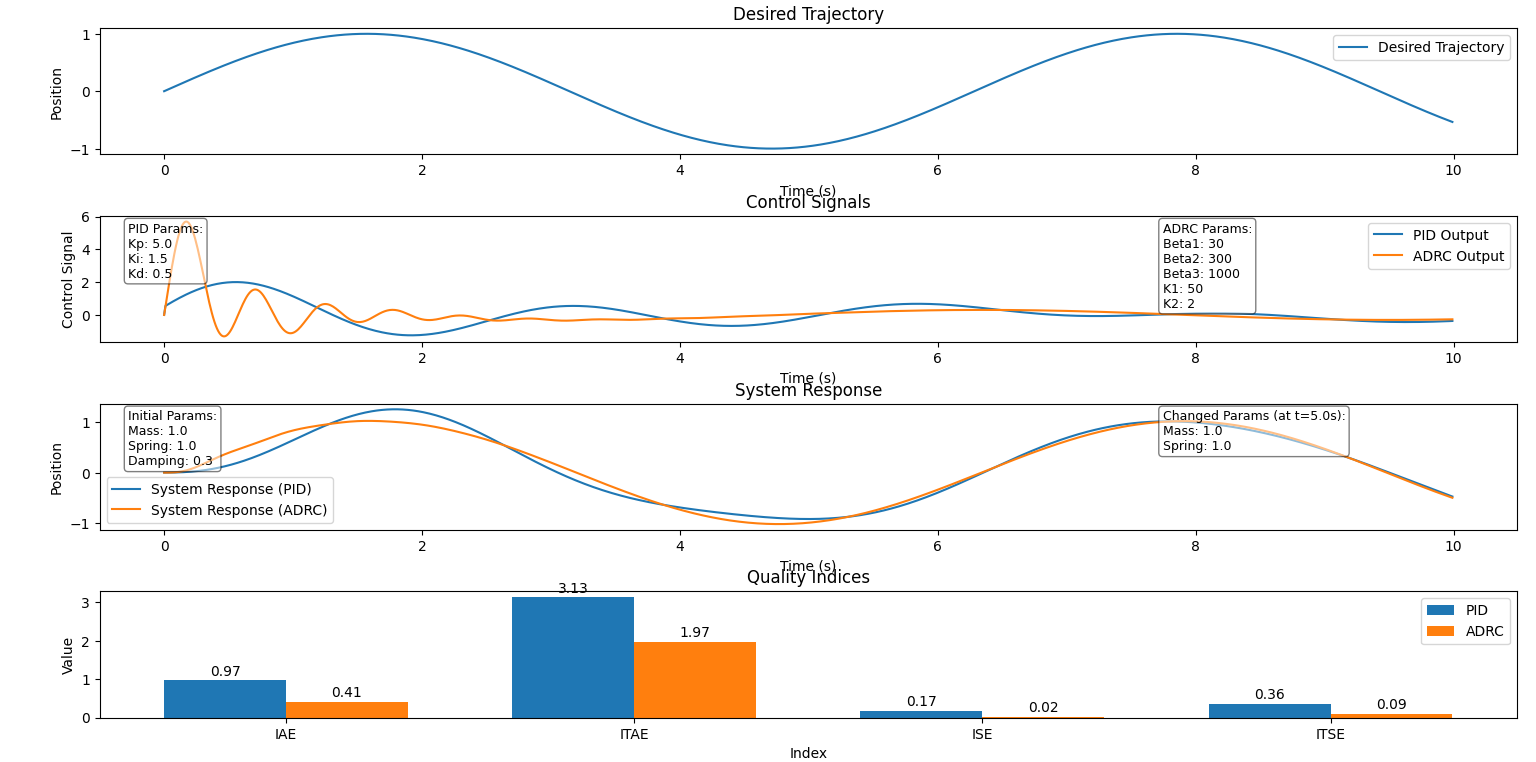 Desired Trajectory
Position
1
0
−1
Desired Trajectory
0 2 4 6 8 10
Time (s)
Control Signals
Control Signal
6
4
2
0
PID Params:
Kp: 5.0
Ki: 1.5
Kd: 0.5
ADRC Params:
Beta1: 30
Beta2: 300
Beta3: 1000
K1: 50
K2: 2
PID Output
ADRC Output
0 2 4 6 8 10
Time (s)
System Response
Position
1
0
−1
Initial Params:
Mass: 1.0
Spring: 1.0
Damping: 0.3
System Response (PID)
System Response (ADRC)
Changed Params (at t=5.0s):
Mass: 1.0
Spring: 1.0
0 2 4 6 8 10
Time (s)
Quality Indices
Value
3
2
1
0
0.97
0.41
3.13
1.97
0.17
0.02
0.36
0.09
PID
ADRC
IAE ITAE ISE ITSE
Index